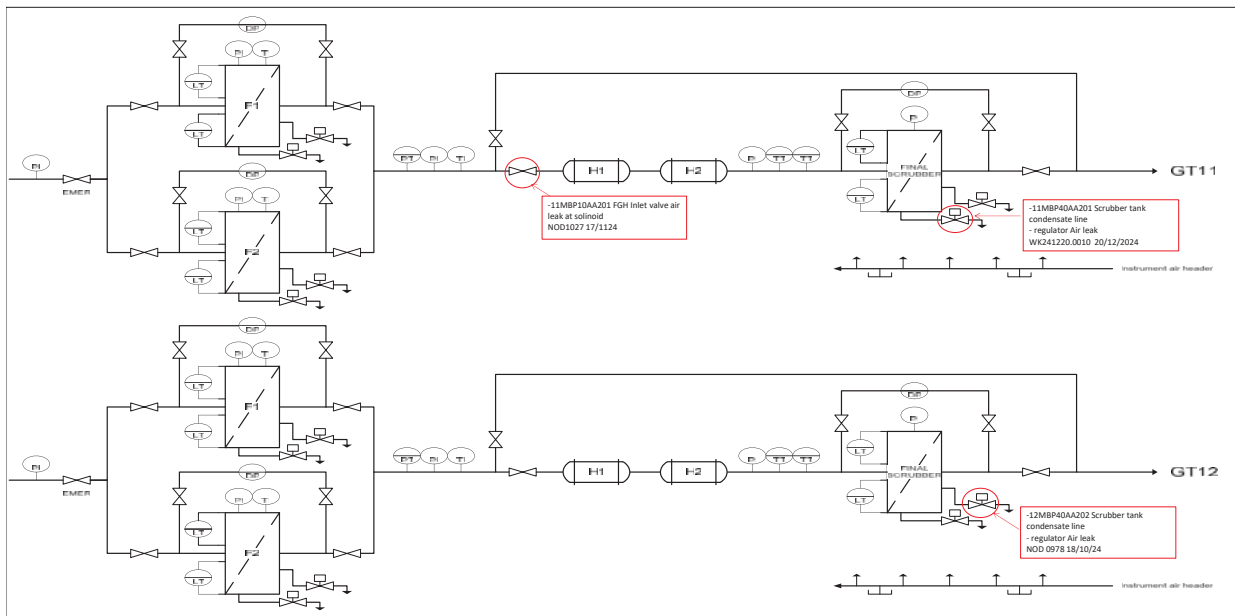 DP
PI T
LT
F1
LT
PI
EMER
DP
PI T
LT
F2
LT
PT PI TI
H1
H2
P TT TT
DP
P
LT
FINAL
SCRUBBER
LT
GT11
-11MBP10AA201 FGH Inlet valve air
leak at solinoid
NOD1027 17/1124
-11MBP40AA201 Scrubber tank
condensate line
- regulator Air leak
WK241220.0010 20/12/2024
Instrument air header
DP
PI T
LT
F1
LT
PI
EMER
DP
PI T
LT
F2
LT
PT PI TI
H1
H2
P TT TT
DP
P
LT
FINAL
SCRUBBER
LT
GT12
-12MBP40AA202 Scrubber tank
condensate line
- regulator Air leak
NOD 0978 18/10/24
Instrument air header